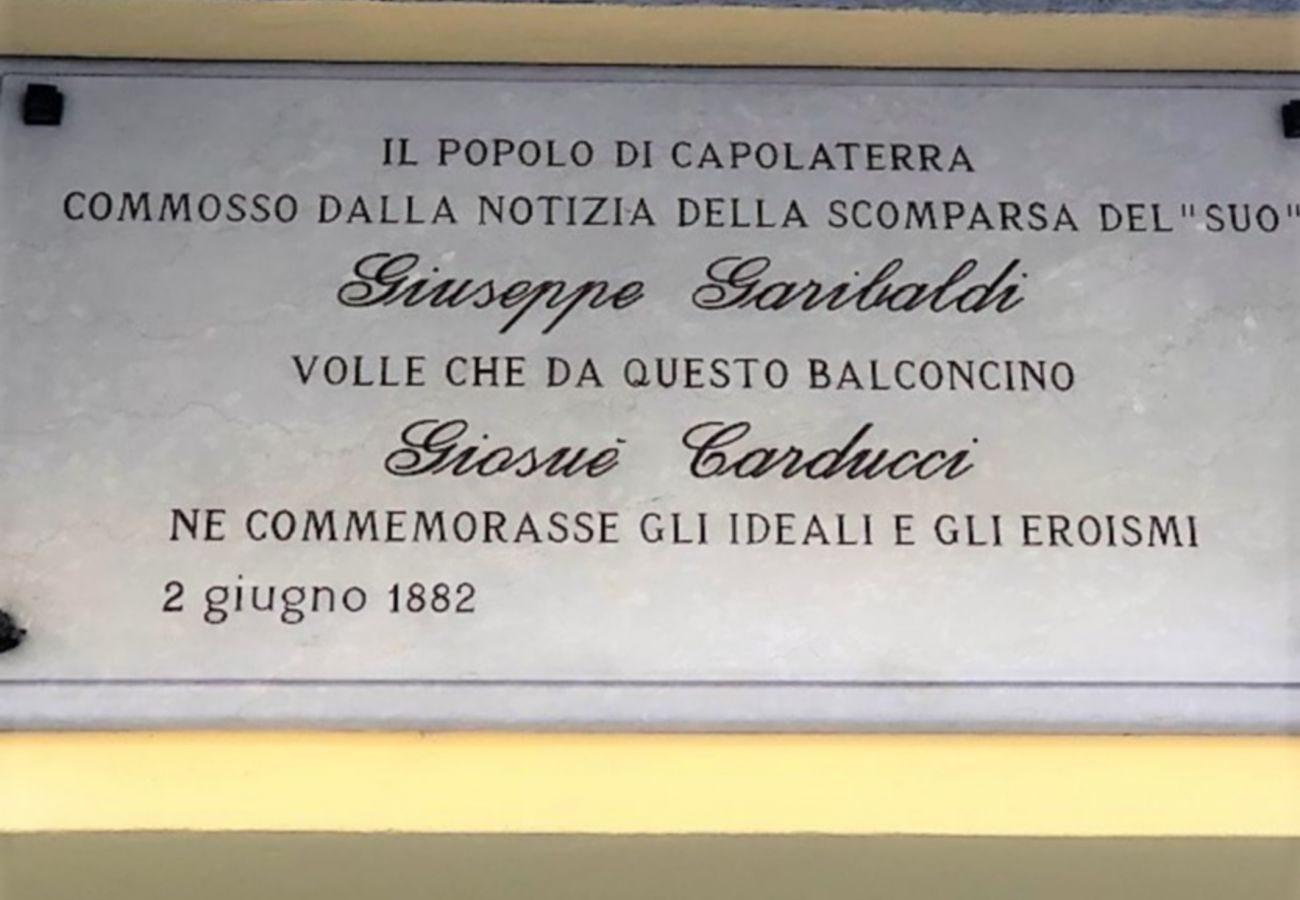 IL POPOLO DI CAPOLATERRA
COMMOSSO DALLA NOTIZIA DELLA SCOMPARSA DEL "SUO"
Giuseppe Garibaldi
VOLLE CHE DA QUESTO BALCONCINO
Giosuè Carducci
NE COMMEMORASSE GLI IDEALI E GLI EROISMI
2 giugno 1882